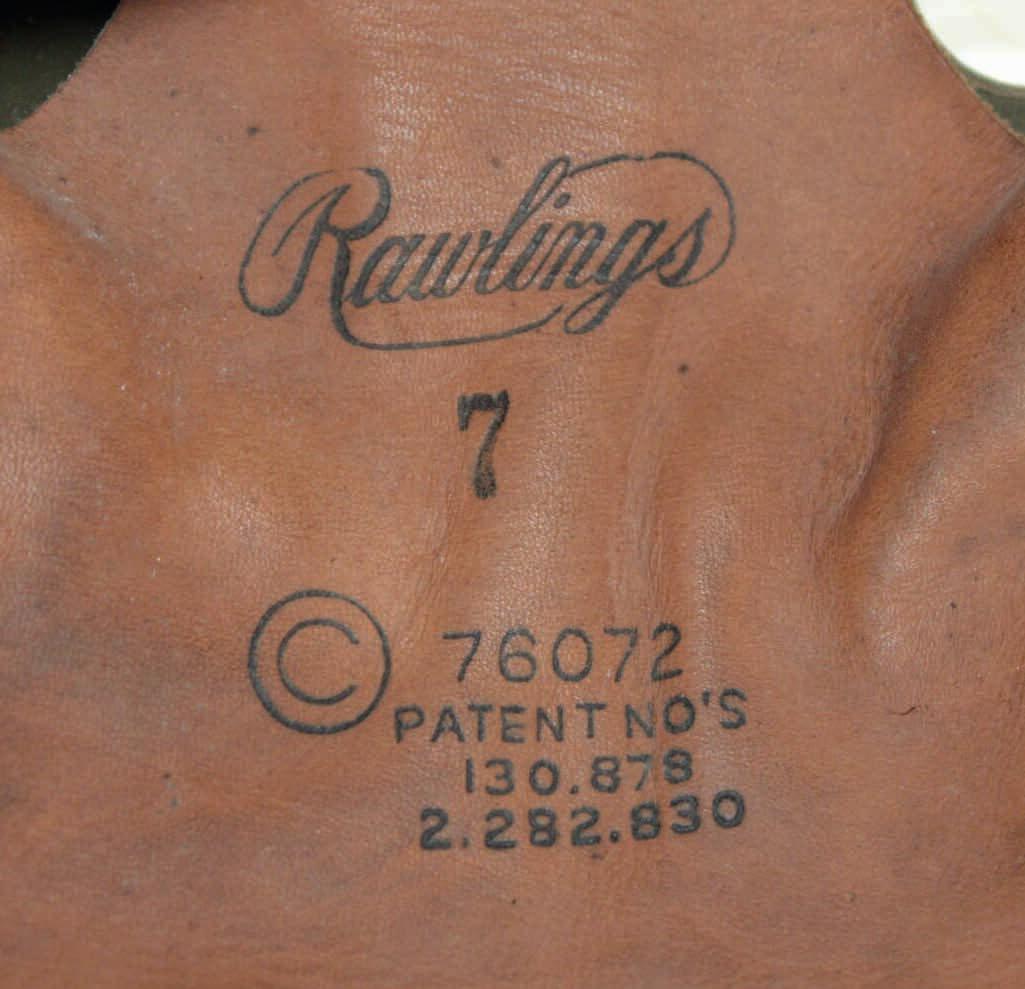 Rawlings
7
© 76072
PATENT NO'S
130.878
2.282.830